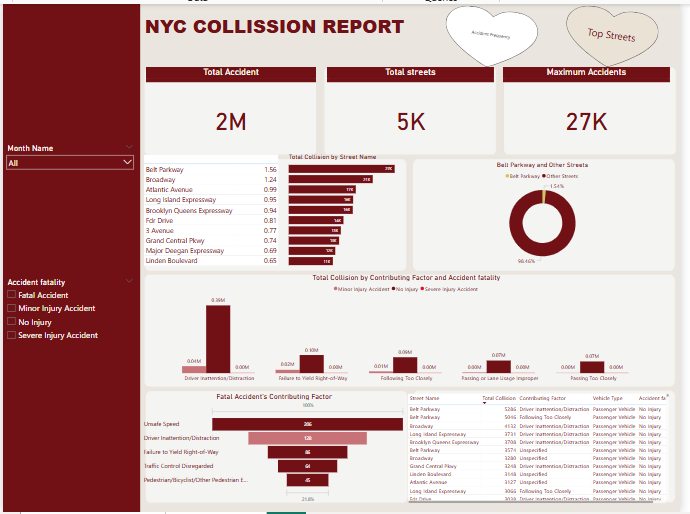 NYC COLLISSION REPORT
Accident Frequency
Top Streets
Total Accident
Total streets
Maximum Accidents
2M
5K
27K
Month Name
All
Belt Parkway 1.56
Broadway 1.24
Atlantic Avenue 0.99
Long Island Expressway 0.95
Brooklyn Queens Expressway 0.94
Fdr Drive 0.81
3 Avenue 0.77
Grand Central Pkwy 0.74
Major Deegan Expressway 0.69
Linden Boulevard 0.65
Total Collision by Street Name
27K
21K
17K
16K
16K
14K
13K
13K
12K
11K
Belt Parkway and Other Streets
Belt Parkway Other Streets
1.54%
98.46%
Accident fatality
Fatal Accident
Minor Injury Accident
No Injury
Severe Injury Accident
Total Collision by Contributing Factor and Accident fatality
Minor Injury Accident No Injury Severe Injury Accident
0.04M 0.39M 0.00M
0.02M 0.10M 0.00M
0.01M 0.09M 0.00M
0.00M 0.07M 0.00M
0.00M 0.07M 0.00M
Driver Inattention/Distraction
Failure to Yield Right-of-Way
Following Too Closely
Passing or Lane Usage Improper
Passing Too Closely
Fatal Accident's Contributing Factor
100%
Unsafe Speed
Driver Inattention/Distraction
Failure to Yield Right-of-Way 86
Traffic Control Disregarded 64
Pedestrian/Bicyclist/Other Pedestrian E... 45
Street Name Total Collision Contributing Factor Vehicle Type Accident fa
Belt Parkway 5286 Driver Inattention/Distraction Passenger Vehicle No Injury
Belt Parkway 5016 Following Too Closely Passenger Vehicle No Injury
Broadway 4132 Driver Inattention/Distraction Passenger Vehicle No Injury
Long Island Expressway 3731 Driver Inattention/Distraction Passenger Vehicle No Injury
Brooklyn Queens Expressway 3708 Driver Inattention/Distraction Passenger Vehicle No Injury
Belt Parkway 3574 Unspecified Passenger Vehicle No Injury
Broadway 3280 Unspecified Passenger Vehicle No Injury
Grand Central Pkwy 3248 Driver Inattention/Distraction Passenger Vehicle No Injury
Linden Boulevard 3148 Unspecified Passenger Vehicle No Injury
Atlantic Avenue 3127 Unspecified Passenger Vehicle No Injury
Long Island Expressway 3066 Following Too Closely Passenger Vehicle No Injury
Fdr Drive Driver Inattention/Distraction Passenger Vehicle No Injury